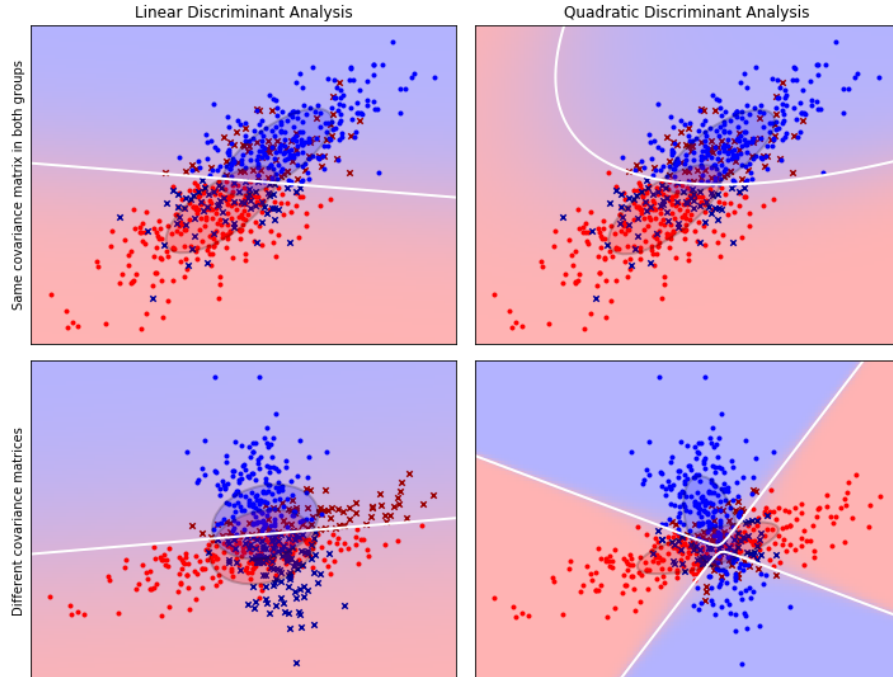 Linear Discriminant Analysis
Quadratic Discriminant Analysis
Same covariance matrix in both groups
Different covariance matrices